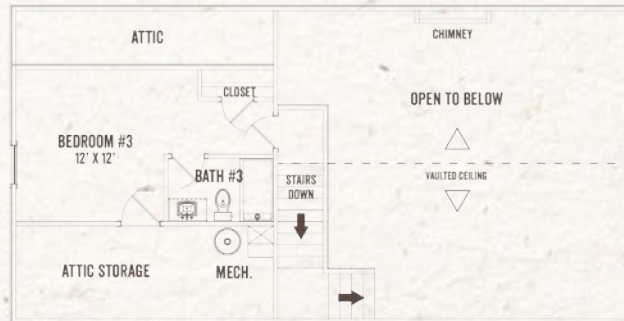 ATTIC
CHIMNEY
CLOSET
OPEN TO BELOW
BEDROOM #3
12' X 12'
BATH #3
STAIRS
DOWN
VAULTED CEILING
ATTIC STORAGE
MECH.